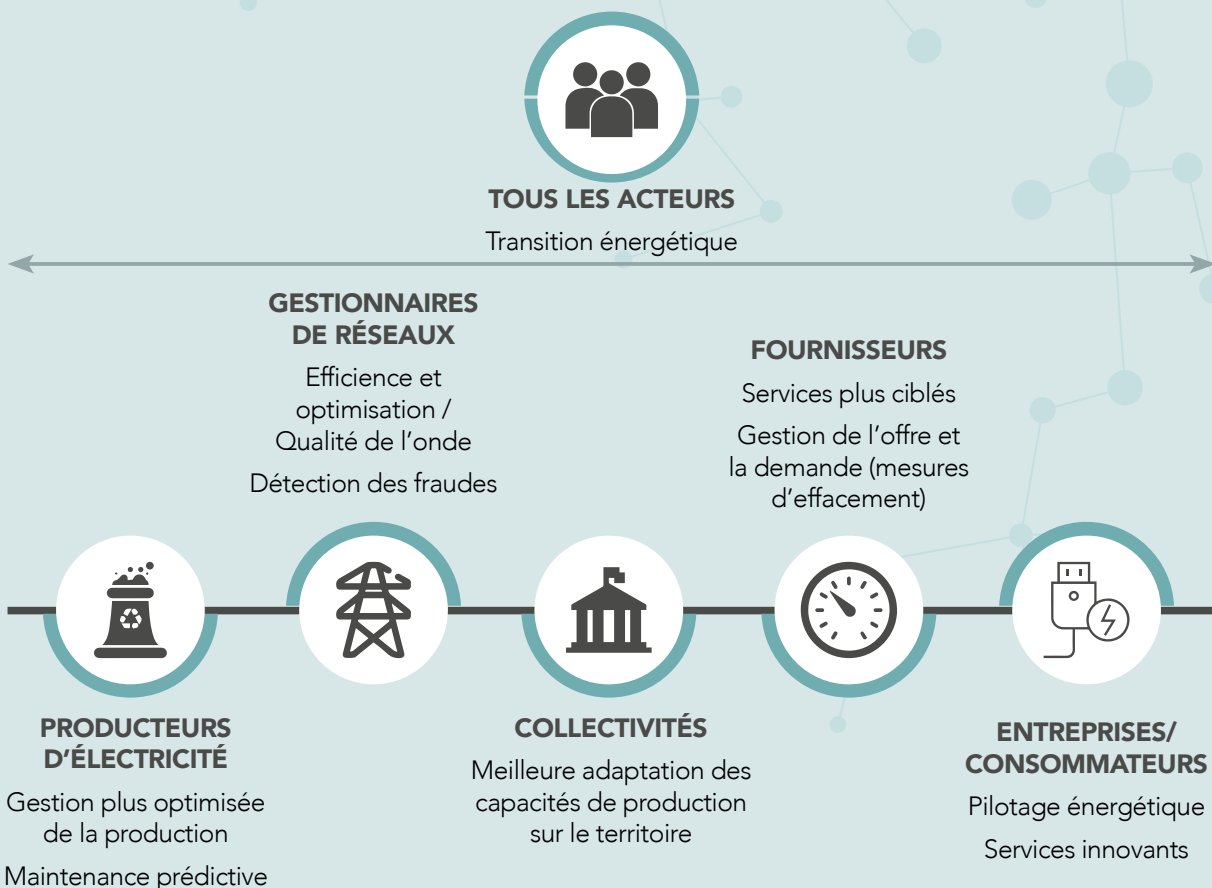 TOUS LES ACTEURS
Transition énergétique
GESTIONNAIRES
DE RÉSEAUX
Efficience et
optimisation /
Qualité de l’onde
Détection des fraudes
FOURNISSEURS
Services plus ciblés
Gestion de l’offre et
la demande (mesures
d’effacement)
PRODUCTEURS
D’ÉLECTRICITÉ
Gestion plus optimisée
de la production
Maintenance prédictive
COLLECTIVITÉS
Meilleure adaptation des
capacités de production
sur le territoire
ENTREPRISES/
CONSOMMATEURS
Pilotage énergétique
Services innovants